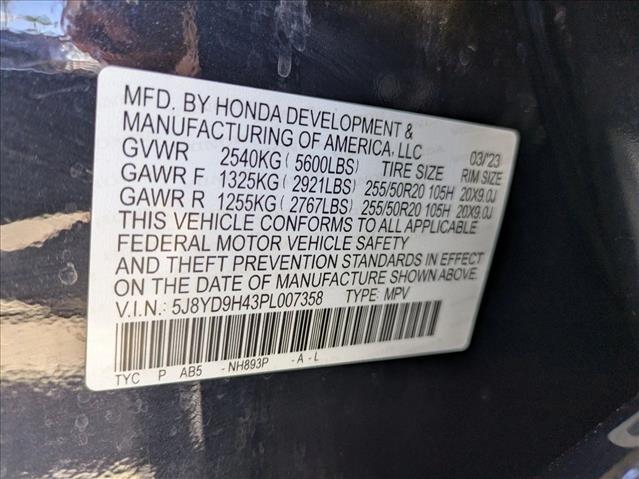 MFD. BY HONDA DEVELOPMENT &
MANUFACTURING OF AMERICA, LLC 03/'23
GVWR 2540KG (5600LBS) TIRE SIZE RIM SIZE
GAWR F 1325KG (2921LBS) 255/50R20 105H 20X9.0J
GAWR R 1255KG (2767LBS) 255/50R20 105H 20X9.0J
THIS VEHICLE CONFORMS TO ALL APPLICABLE
FEDERAL MOTOR VEHICLE SAFETY
AND THEFT PREVENTION STANDARDS IN EFFECT
ON THE DATE OF MANUFACTURE SHOWN ABOVE.
V.I.N.: 5J8YD9H43PL007358 TYPE: MPV
TYC P AB5 -NH893P -A-L